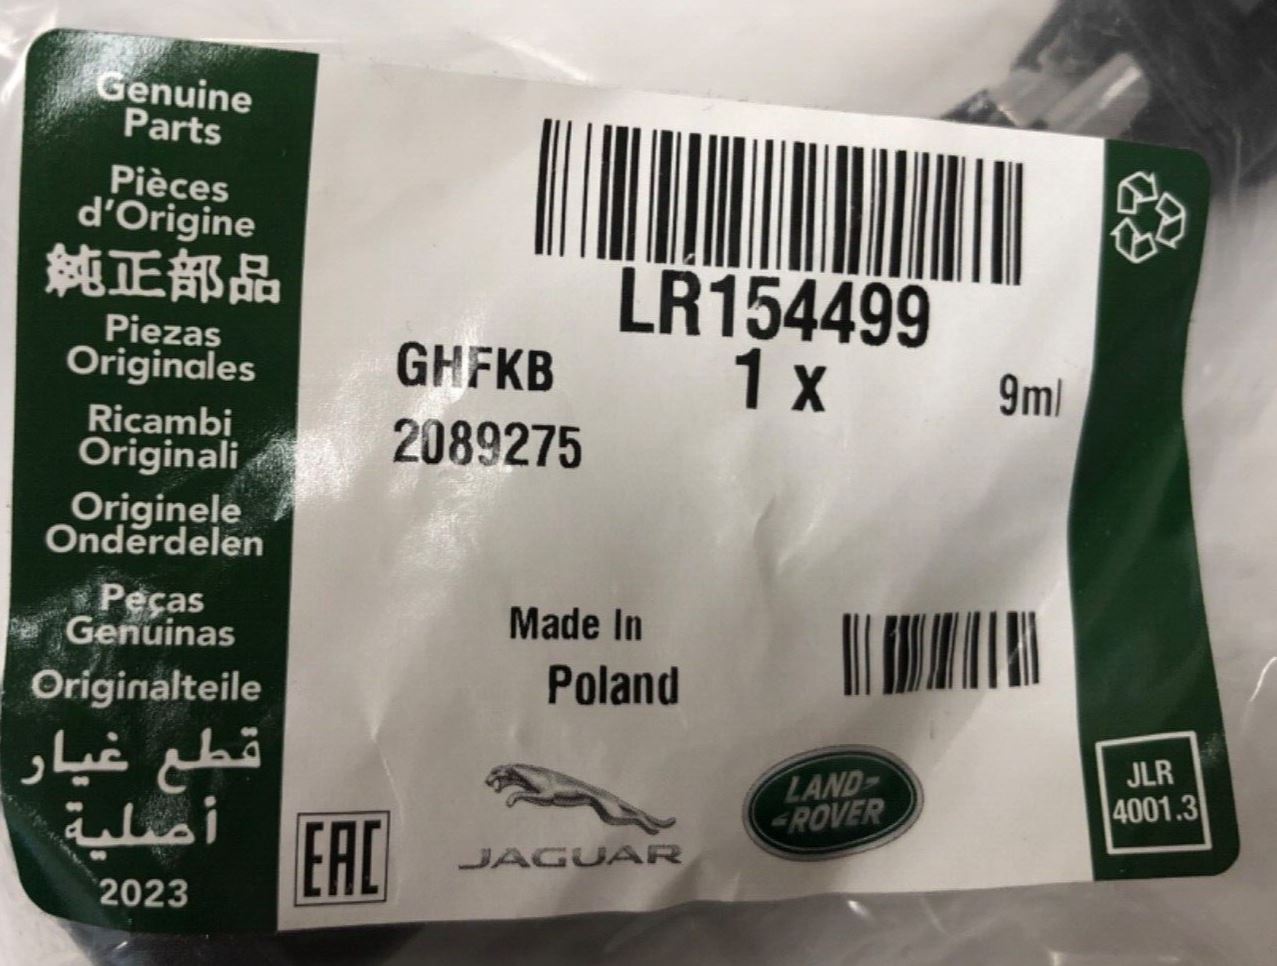 Genuine
Parts
Pièces
d'Origine
純正部品
Piezas
Originales
Ricambi
Originali
Originele
Onderdelen
Peças
Genuinas
Originalteile
قطع غيار
أصلية
2023
LR154499
GHFKB 1 x 9ml
2089275
Made In
Poland
EAC
JAGUAR
LAND-
-ROVER
JLR
4001.3